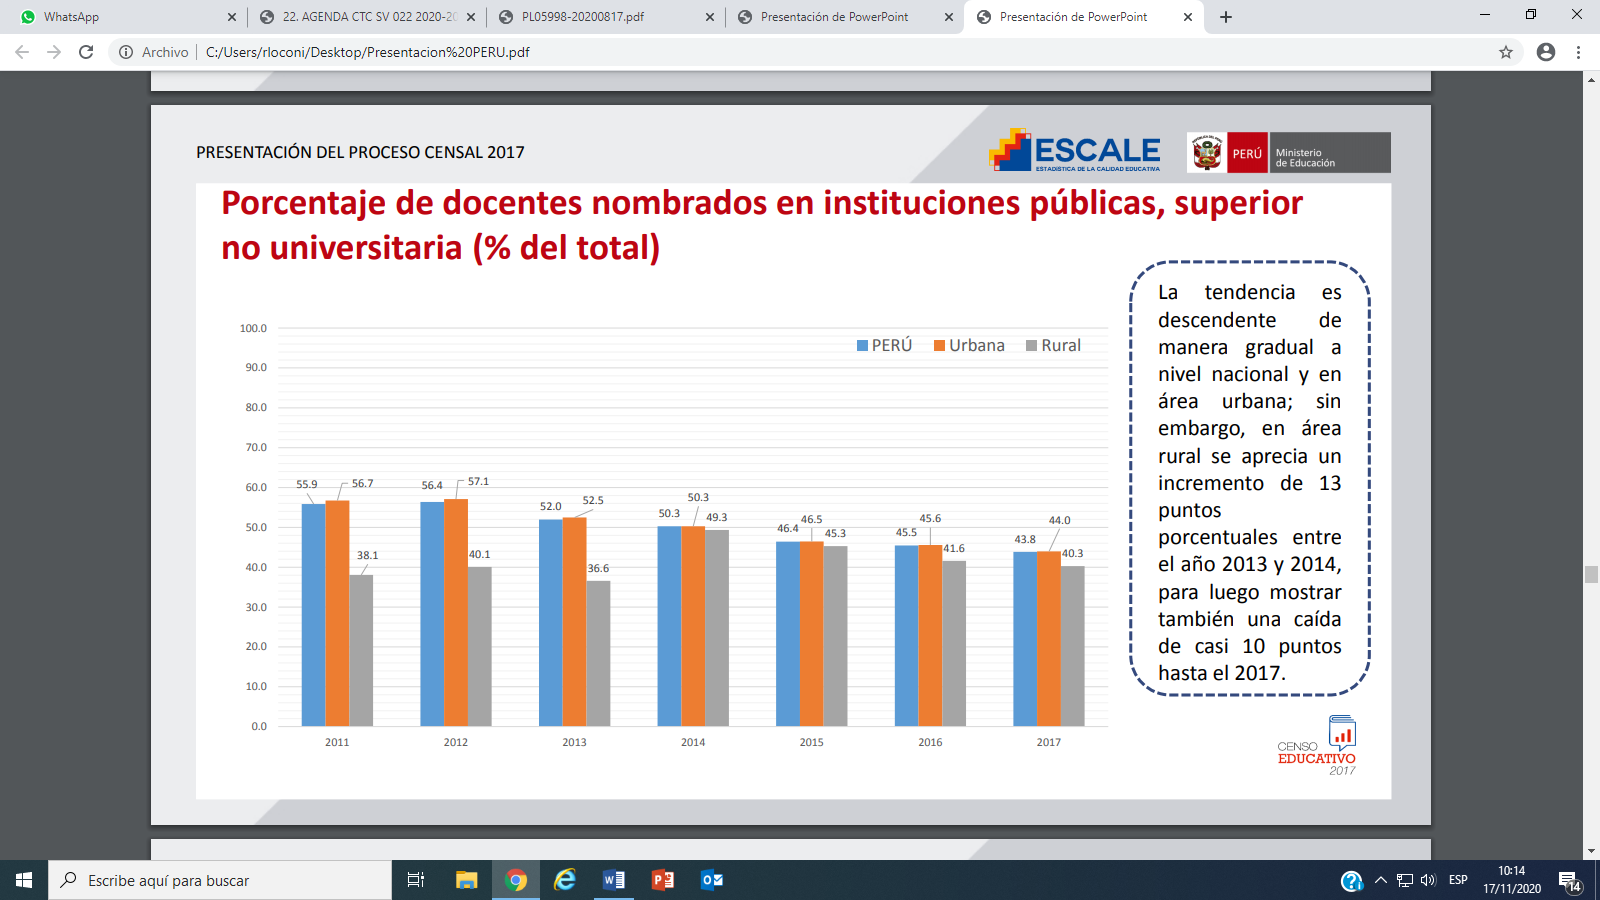 WhatsApp
22. AGENDA CTC SV 022 2020-20
PL05998-20200817.pdf
Presentación de PowerPoint
Presentación de PowerPoint
Archivo
C:/Users/rloconi/Desktop/Presentacion%20PERU.pdf
PRESENTACIÓN DEL PROCESO CENSAL 2017
ESCALE
ESTADÍSTICA DE LA CALIDAD EDUCATIVA
PERÚ
Ministerio
de Educación
Porcentaje de docentes nombrados en instituciones públicas, superior
no universitaria (% del total)
100.0
90.0
80.0
70.0
60.0
50.0
40.0
30.0
20.0
10.0
0.0
PERÚ Urbana Rural
55.9 56.7 38.1
56.4 57.1 40.1
52.0 52.5 36.6
50.3 50.3 49.3
46.4 46.5 45.3
45.5 45.6 41.6
43.8 44.0 40.3
2011 2012 2013 2014 2015 2016 2017
La tendencia es
descendente de
manera gradual a
nivel nacional y en
área urbana; sin
embargo, en área
rural se aprecia un
incremento de 13
puntos
porcentuales entre
el año 2013 y 2014,
para luego mostrar
también una caída
de casi 10 puntos
hasta el 2017.
CENSO
EDUCATIVO
2017
Escribe aquí para buscar
ESP
10:14
17/11/2020
14